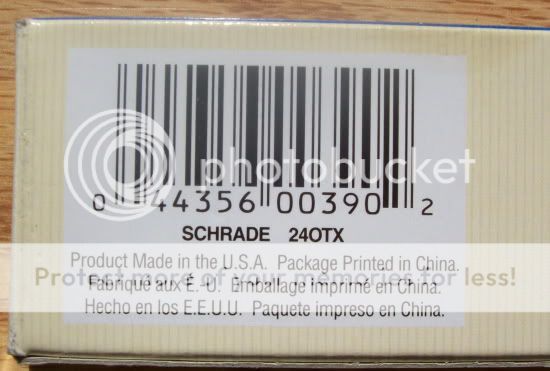 0 44356 00390 2
SCHRADE 24OTX
photobucket
Product Made in the U.S.A. Package Printed in China.
Protect more of your memories for less!
Fabriqué aux É.-U. Emballage imprimé en China.
Hecho en los E.E.U.U. Paquete impreso en China.